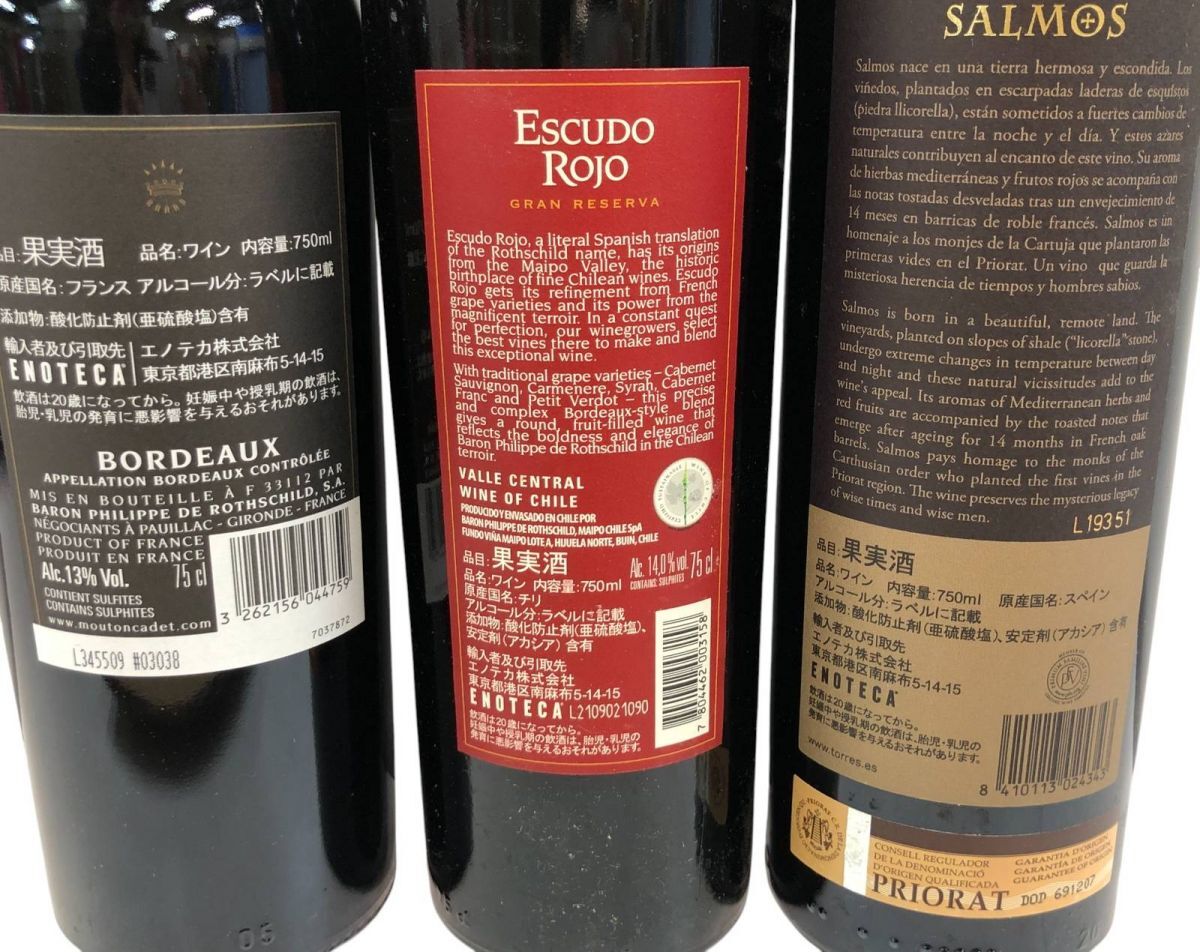 品目:果実酒 品名:ワイン 内容量:750ml
原産国名:フランス アルコール分:ラベルに記載
添加物:酸化防止剤(亜硫酸塩)含有
輸入者及び引取先
ENOTECA
エノテカ株式会社
東京都港区南麻布5-14-15
飲酒は20歳になってから。妊娠中や授乳期の飲酒は、
胎児・乳児の発育に悪影響を与えるおそれがあります。
BORDEAUX
APPELLATION BORDEAUX CONTRÔLÉE
MIS EN BOUTEILLE À F 33112 PAR
BARON PHILIPPE DE ROTHSCHILD, S.A.
NÉGOCIANTS À PAUILLAC - GIRONDE - FRANCE
PRODUCT OF FRANCE
PRODUIT EN FRANCE
Alc.13% Vol. 75 cl
CONTIENT SULFITES
CONTAINS SULPHITES
www.moutoncadet.com
3 262156 044759
7037872
L345509 #03038
ESCUDO
ROJO
GRAN RESERVA
Escudo Rojo, a literal Spanish translation
of the Rothschild name, has its origins
from the Maipo Valley, the historic
birthplace of fine Chilean wines. Escudo
Rojo gets its refinement from French
grape varieties and its power from the
magnificent terroir. In a constant quest
for perfection, our winegrowers select
the best vines there to make and blend
this exceptional wine.
With traditional grape varieties – Cabernet
Sauvignon, Carmenere, Syrah, Cabernet
Franc and Petit Verdot – this precise
and complex Bordeaux-style blend
gives a round, fruit-filled wine that
reflects the boldness and elegance of
Baron Philippe de Rothschild in the Chilean
terroir.
VALLE CENTRAL
WINE OF CHILE
PRODUCIDO Y ENVASADO EN CHILE POR
BARON PHILIPPE DE ROTHSCHILD, MAIPO CHILE SpA
FUNDO VIÑA MAIPO LOTE A, HIJUELA NORTE, BUIN, CHILE
品目:果実酒
Alc. 14,0% vol. 75 cl e
CONTAINS: SULPHITES
品名:ワイン 内容量:750ml
原産国名:チリ
アルコール分:ラベルに記載
添加物:酸化防止剤(亜硫酸塩)、
安定剤(アカシア)含有
輸入者及び引取先
エノテカ株式会社
東京都港区南麻布5-14-15
ENOTECA L2109021090
飲酒は20歳になってから。
妊娠中や授乳期の飲酒は、胎児・乳児の
発育に悪影響を与えるおそれがあります。
7 804462 003158
SALMOS
Salmos nace en una tierra hermosa y escondida. Los
viñedos, plantados en escarpadas laderas de esquistos
(piedra llicorella), están sometidos a fuertes cambios de
temperatura entre la noche y el día. Y estos azares
naturales contribuyen al encanto de este vino. Su aroma
de hierbas mediterráneas y frutos rojos se acompaña con
las notas tostadas desveladas tras un envejecimiento de
14 meses en barricas de roble francés. Salmos es un
homenaje a los monjes de la Cartuja que plantaron las
primeras vides en el Priorat. Un vino que guarda la
misteriosa herencia de tiempos y hombres sabios.
Salmos is born in a beautiful, remote land. The
vineyards, planted on slopes of shale ("licorella" stone),
undergo extreme changes in temperature between day
and night and these natural vicissitudes add to the
wine's appeal. Its aromas of Mediterranean herbs and
red fruits are accompanied by the toasted notes that
emerge after ageing for 14 months in French oak
barrels. Salmos pays homage to the monks of the
Carthusian order who planted the first vines in the
Priorat region. The wine preserves the mysterious legacy
of wise times and wise men.
L 19351
品目:果実酒
品名:ワイン 内容量:750ml 原産国名:スペイン
アルコール分:ラベルに記載
添加物:酸化防止剤(亜硫酸塩)、安定剤(アカシア)含有
輸入者及び引取先
エノテカ株式会社
東京都港区南麻布5-14-15
ENOTECA
飲酒は20歳になってから。
妊娠中や授乳期の飲酒は、胎児・乳児の
発育に悪影響を与えるおそれがあります。
www.torres.es
8 410113 024343
CONSELL REGULADOR
DE LA DENOMINACIÓ
D'ORIGEN QUALIFICADA
PRIORAT
GARANTIA D'ORIGEN
GARANTÍA DE ORIGEN
GUARANTEE OF ORIGIN
DOD 691207